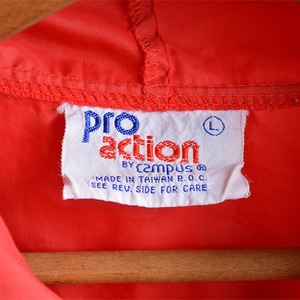 pro
L.
action
BY campus ®
MADE IN TAIWAN R.O.C.
SEE REV. SIDE FOR CARE